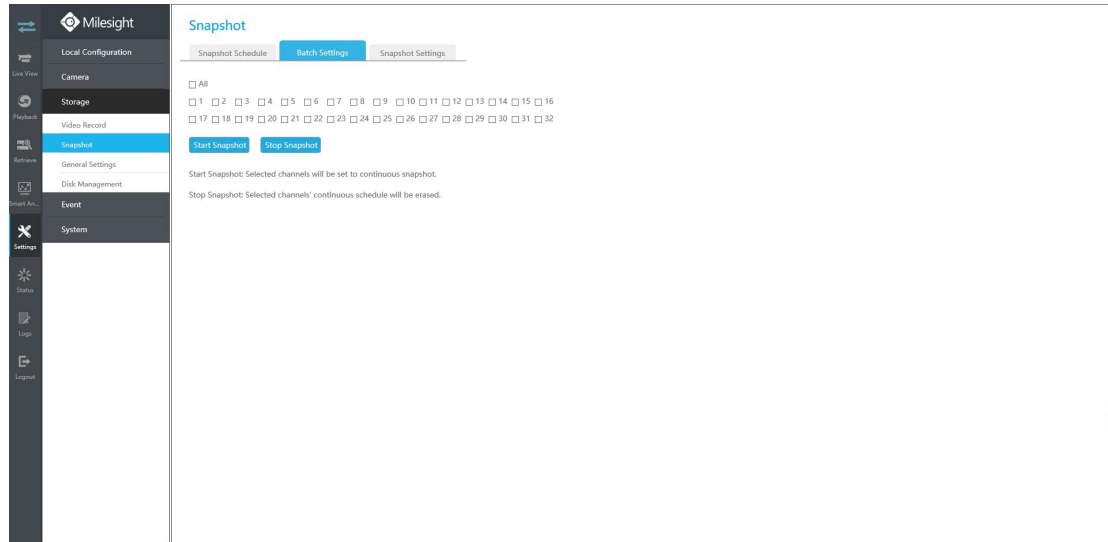 Milesight
Live View
Playback
Retrieve
Smart An...
Settings
Status
Logs
Logout
Local Configuration
Camera
Storage
Video Record
Snapshot
General Settings
Disk Management
Event
System
Snapshot
Snapshot Schedule Batch Settings Snapshot Settings
All
1 2 3 4 5 6 7 8 9 10 11 12 13 14 15 16
17 18 19 20 21 22 23 24 25 26 27 28 29 30 31 32
Start Snapshot Stop Snapshot
Start Snapshot: Selected channels will be set to continuous snapshot.
Stop Snapshot: Selected channels' continuous schedule will be erased.